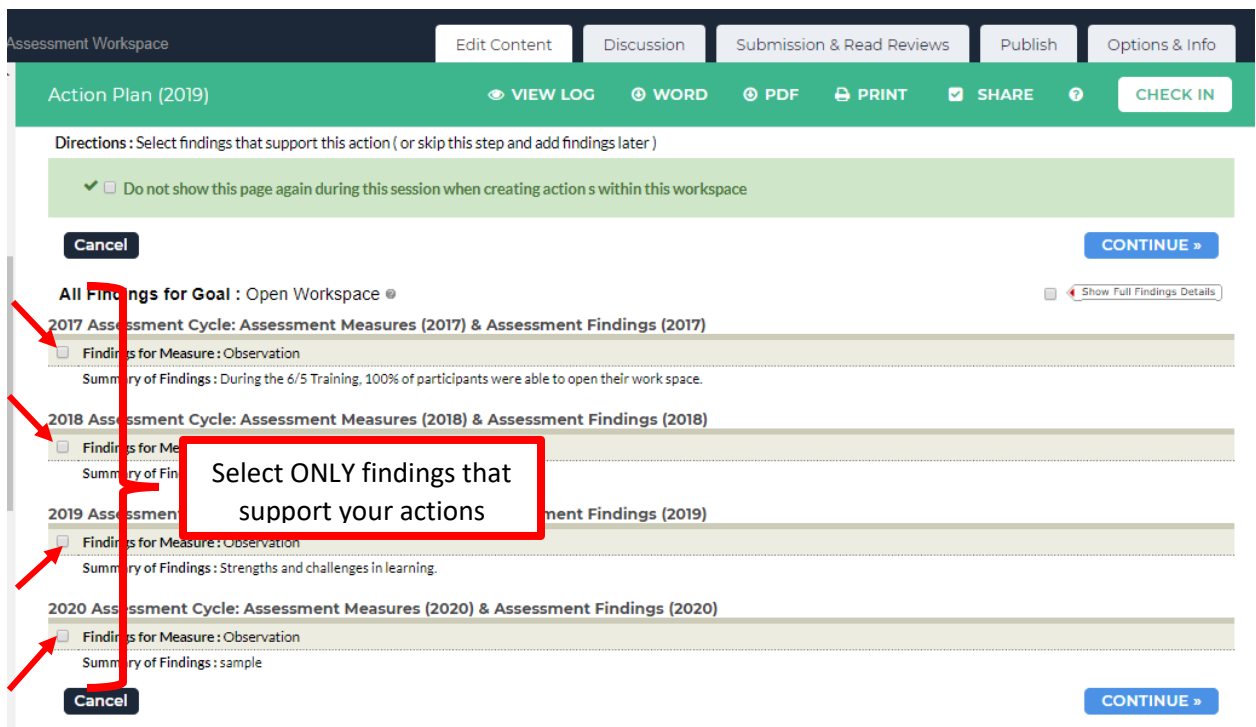 Assessment Workspace Edit Content Discussion Submission & Read Reviews Publish Options & Info
Action Plan (2019) VIEW LOG WORD PDF PRINT SHARE ? CHECK IN
Directions : Select findings that support this action ( or skip this step and add findings later )
Do not show this page again during this session when creating action s within this workspace
Cancel CONTINUE »
All Findings for Goal : Open Workspace ? Show Full Findings Details
2017 Assessment Cycle: Assessment Measures (2017) & Assessment Findings (2017)
Findings for Measure : Observation
Summary of Findings : During the 6/5 Training, 100% of participants were able to open their work space.
2018 Assessment Cycle: Assessment Measures (2018) & Assessment Findings (2018)
Findings for Me
Summary of Fin
Select ONLY findings that
support your actions
2019 Assessment ment Findings (2019)
Findings for Measure : Observation
Summary of Findings : Strengths and challenges in learning.
2020 Assessment Cycle: Assessment Measures (2020) & Assessment Findings (2020)
Findings for Measure : Observation
Summary of Findings : sample
Cancel CONTINUE »